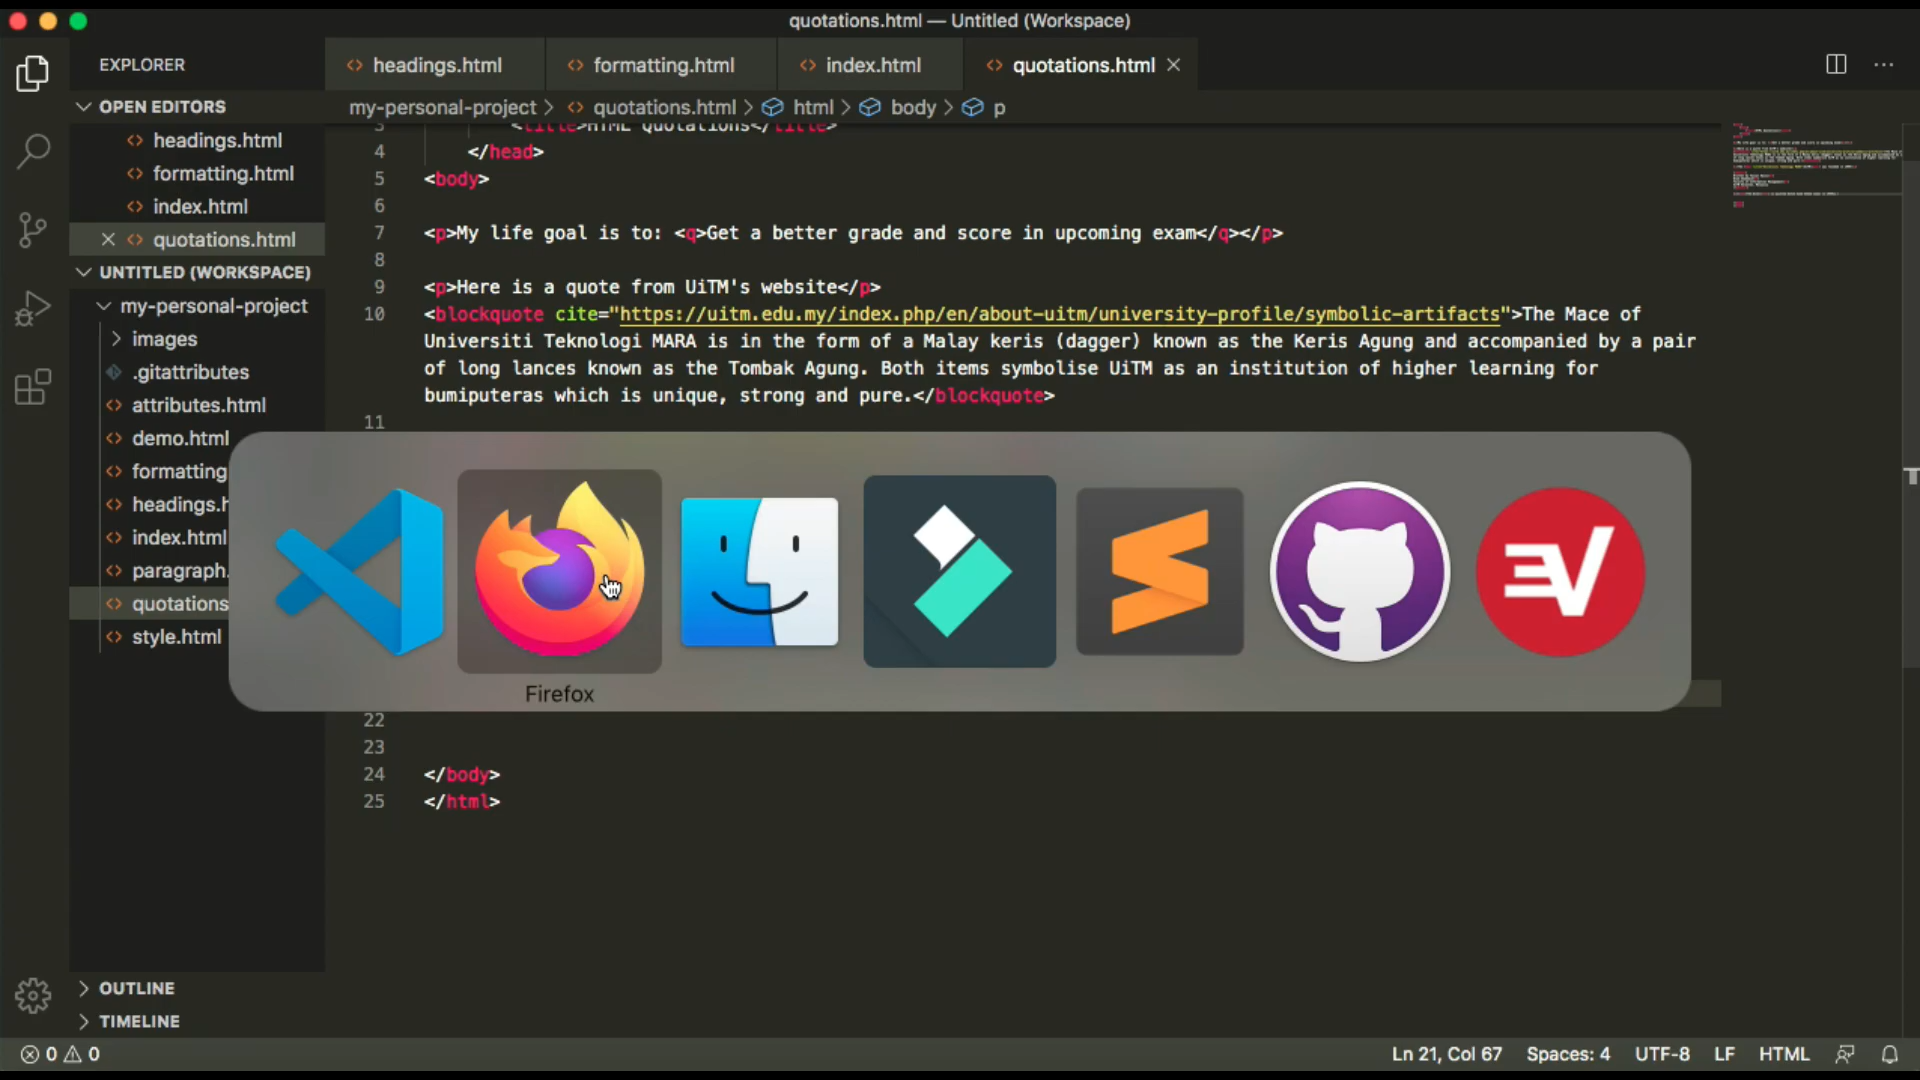 quotations.html — Untitled (Workspace)
EXPLORER
headings.html
formatting.html
index.html
quotations.html
OPEN EDITORS
headings.html
formatting.html
index.html
quotations.html
UNTITLED (WORKSPACE)
my-personal-project
images
.gitattributes
attributes.html
demo.html
formatting
headings.h
index.html
paragraph.
quotations
style.html
OUTLINE
TIMELINE
my-personal-project > quotations.html > html > body > p
3 <title>HTML Quotations</title>
4 </head>
5 <body>
6
7 <p>My life goal is to: <q>Get a better grade and score in upcoming exam</q></p>
8
9 <p>Here is a quote from UiTM's website</p>
10 <blockquote cite="https://uitm.edu.my/index.php/en/about-uitm/university-profile/symbolic-artifacts">The Mace of
Universiti Teknologi MARA is in the form of a Malay keris (dagger) known as the Keris Agung and accompanied by a pair
of long lances known as the Tombak Agung. Both items symbolise UiTM as an institution of higher learning for
bumiputeras which is unique, strong and pure.</blockquote>
11
Firefox
22
23
24 </body>
25 </html>
0 0
Ln 21, Col 67 Spaces: 4 UTF-8 LF HTML